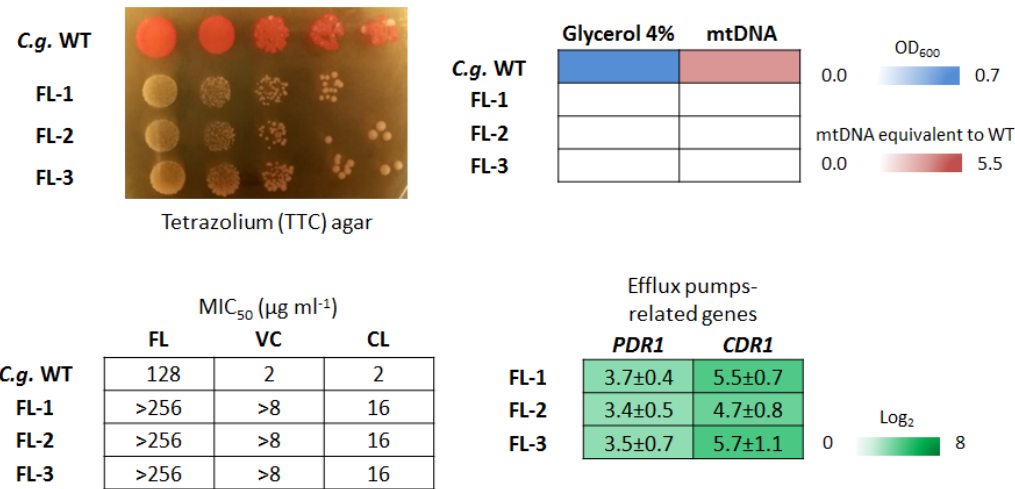 C.g. WT
FL-1
FL-2
FL-3
Tetrazolium (TTC) agar
Glycerol 4% mtDNA
C.g. WT
FL-1
FL-2
FL-3
OD600
0.0 0.7
mtDNA equivalent to WT
0.0 5.5
MIC50 (µg ml-1)
FL VC CL
C.g. WT 128 2 2
FL-1 >256 >8 16
FL-2 >256 >8 16
FL-3 >256 >8 16
Efflux pumps-
related genes
PDR1 CDR1
FL-1 3.7±0.4 5.5±0.7
FL-2 3.4±0.5 4.7±0.8
FL-3 3.5±0.7 5.7±1.1
Log2
0 8